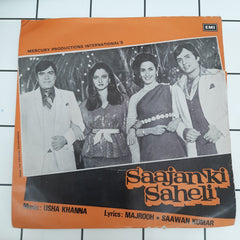 MERCURY PRODUCTIONS INTERNATIONAL'S
EMI
Saajan ki
Saheli
Music: USHA KHANNA
Lyrics: MAJROOH • SAAWAN KUMAR